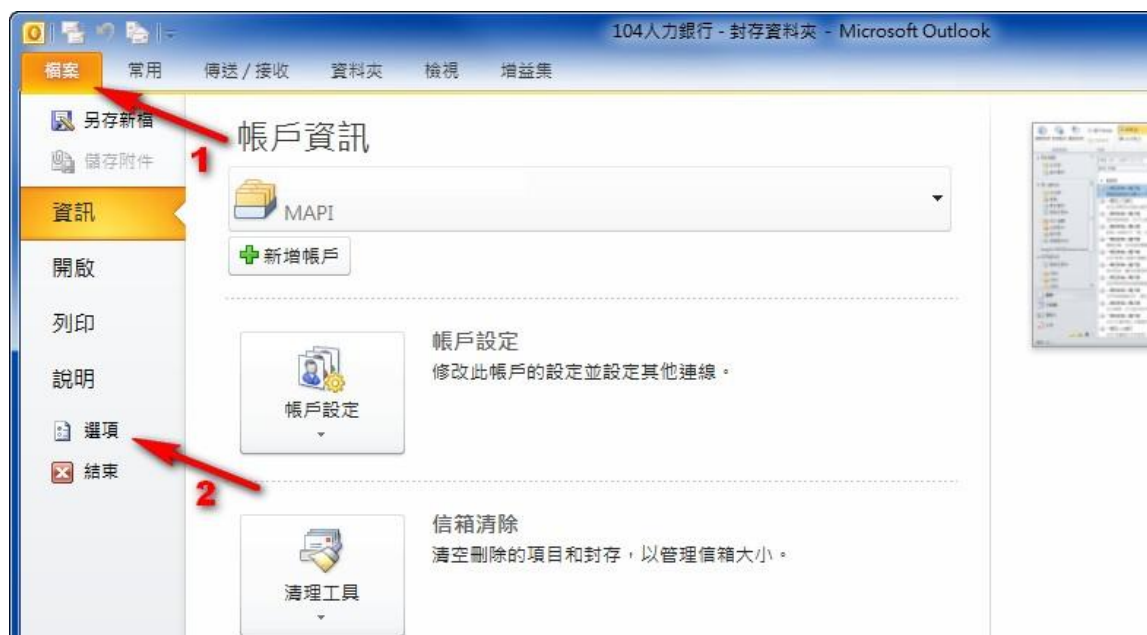 104人力銀行 - 封存資料夾 - Microsoft Outlook
檔案 常用 傳送 / 接收 資料夾 檢視 增益集
另存新檔
儲存附件
資訊
開啟
列印
說明
選項
結束
1
2
帳戶資訊
MAPI
新增帳戶
帳戶設定
帳戶設定
修改此帳戶的設定並設定其他連線。
清理工具
信箱清除
清空刪除的項目和封存，以管理信箱大小。